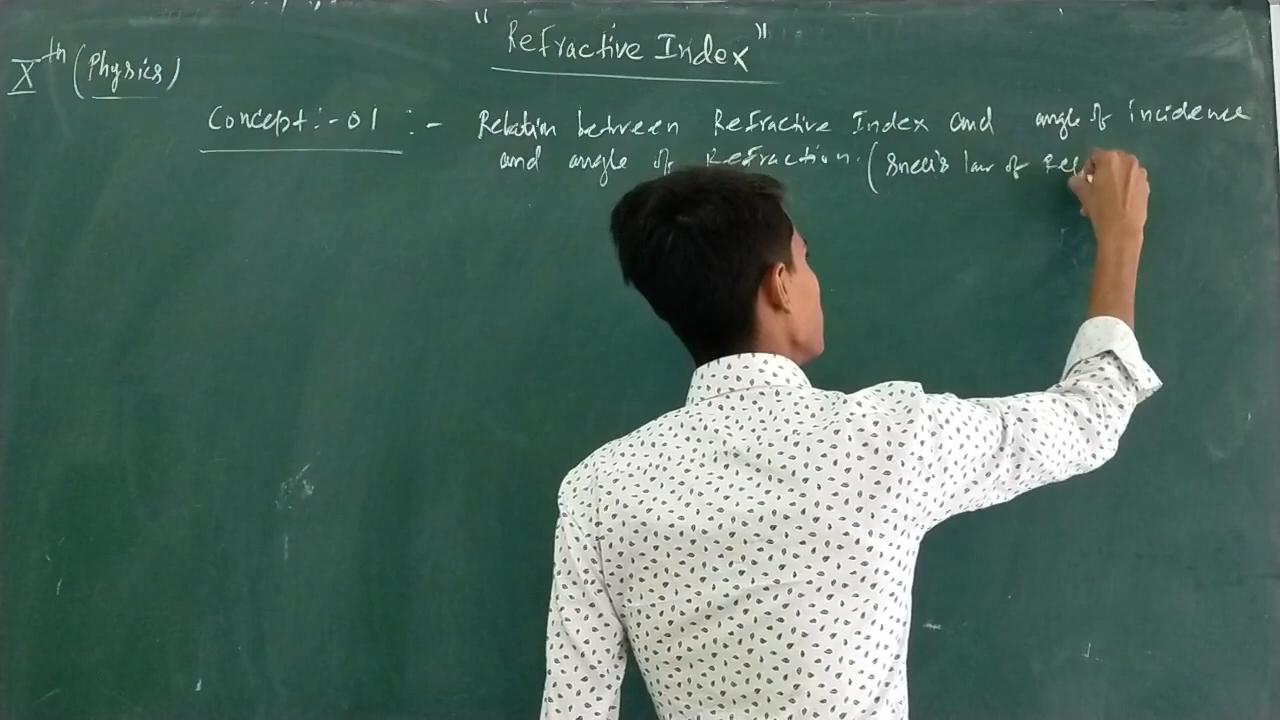 "Refractive Index"
Xth (Physics)
Concept:-01 :- Relation between Refractive Index and angle of incidence
and angle of Refraction. (Snell's law of Ref